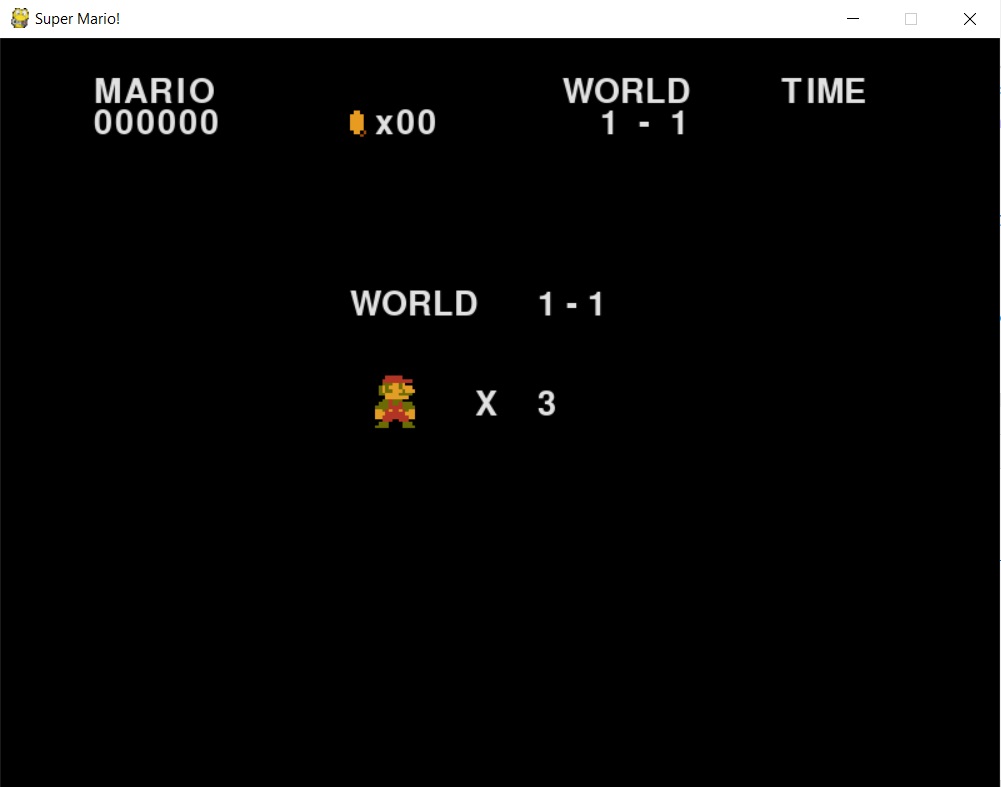 Super Mario!
MARIO WORLD TIME
000000 x00 1 - 1
WORLD 1 - 1
X 3